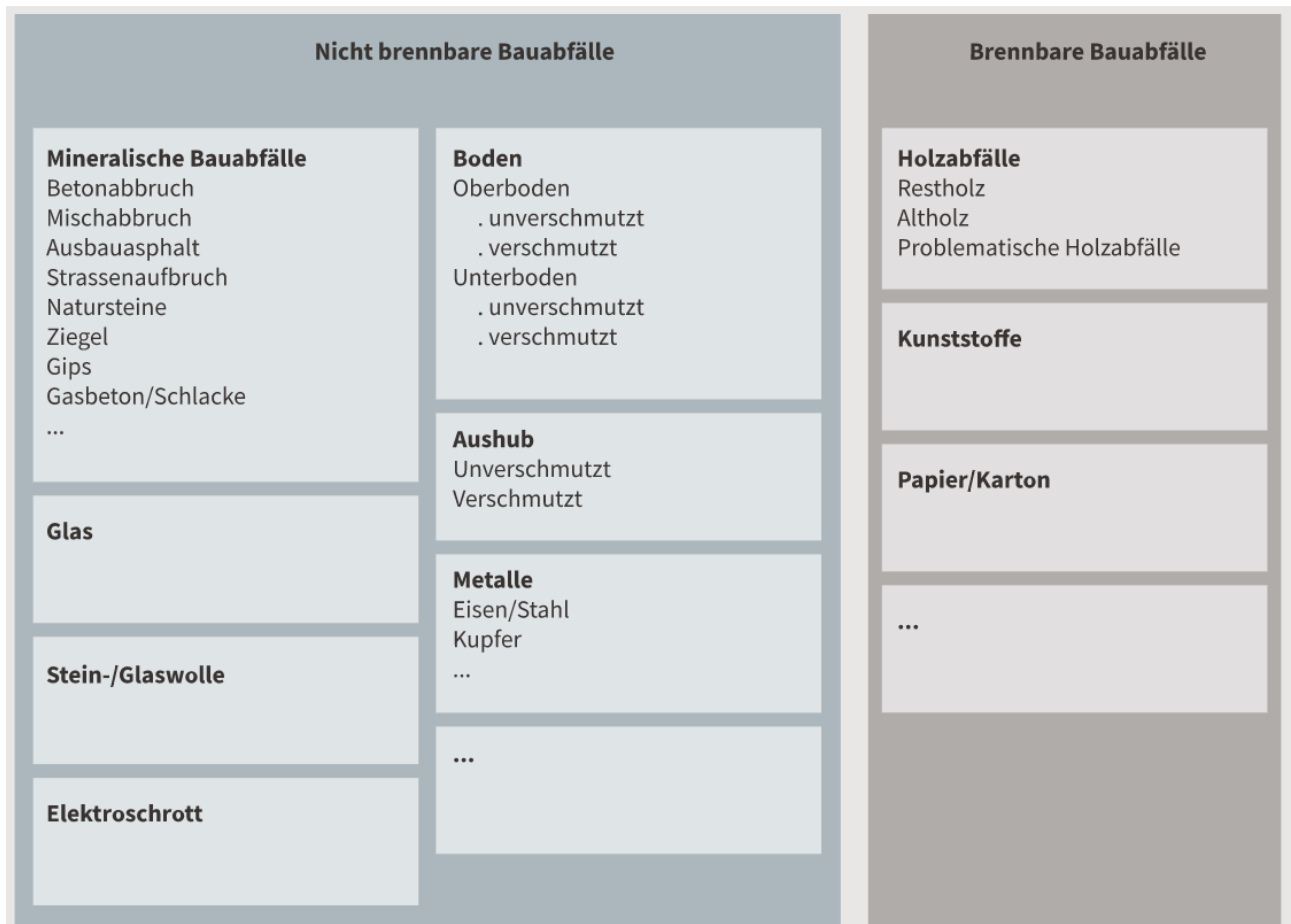 Nicht brennbare Bauabfälle
Mineralische Bauabfälle
Betonabbruch
Mischabbruch
Ausbauasphalt
Strassenaufbruch
Natursteine
Ziegel
Gips
Gasbeton/Schlacke
...
Glas
Stein-/Glaswolle
Elektroschrott
Boden
Oberboden
. unverschmutzt
. verschmutzt
Unterboden
. unverschmutzt
. verschmutzt
Aushub
Unverschmutzt
Verschmutzt
Metalle
Eisen/Stahl
Kupfer
...
...
Brennbare Bauabfälle
Holzabfälle
Restholz
Altholz
Problematische Holzabfälle
Kunststoffe
Papier/Karton
...